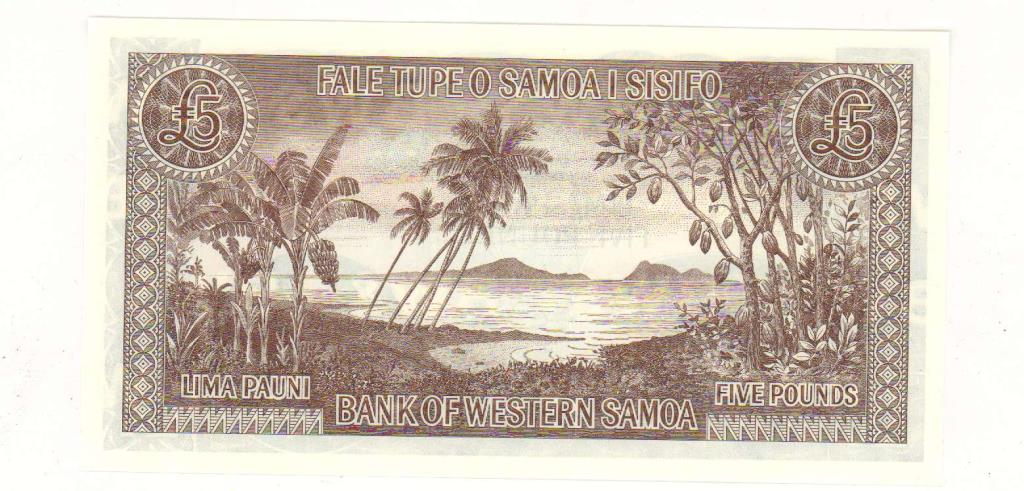 FALE TUPE O SAMOA I SISIFO
£5
£5
LIMA PAUNI
FIVE POUNDS
BANK OF WESTERN SAMOA